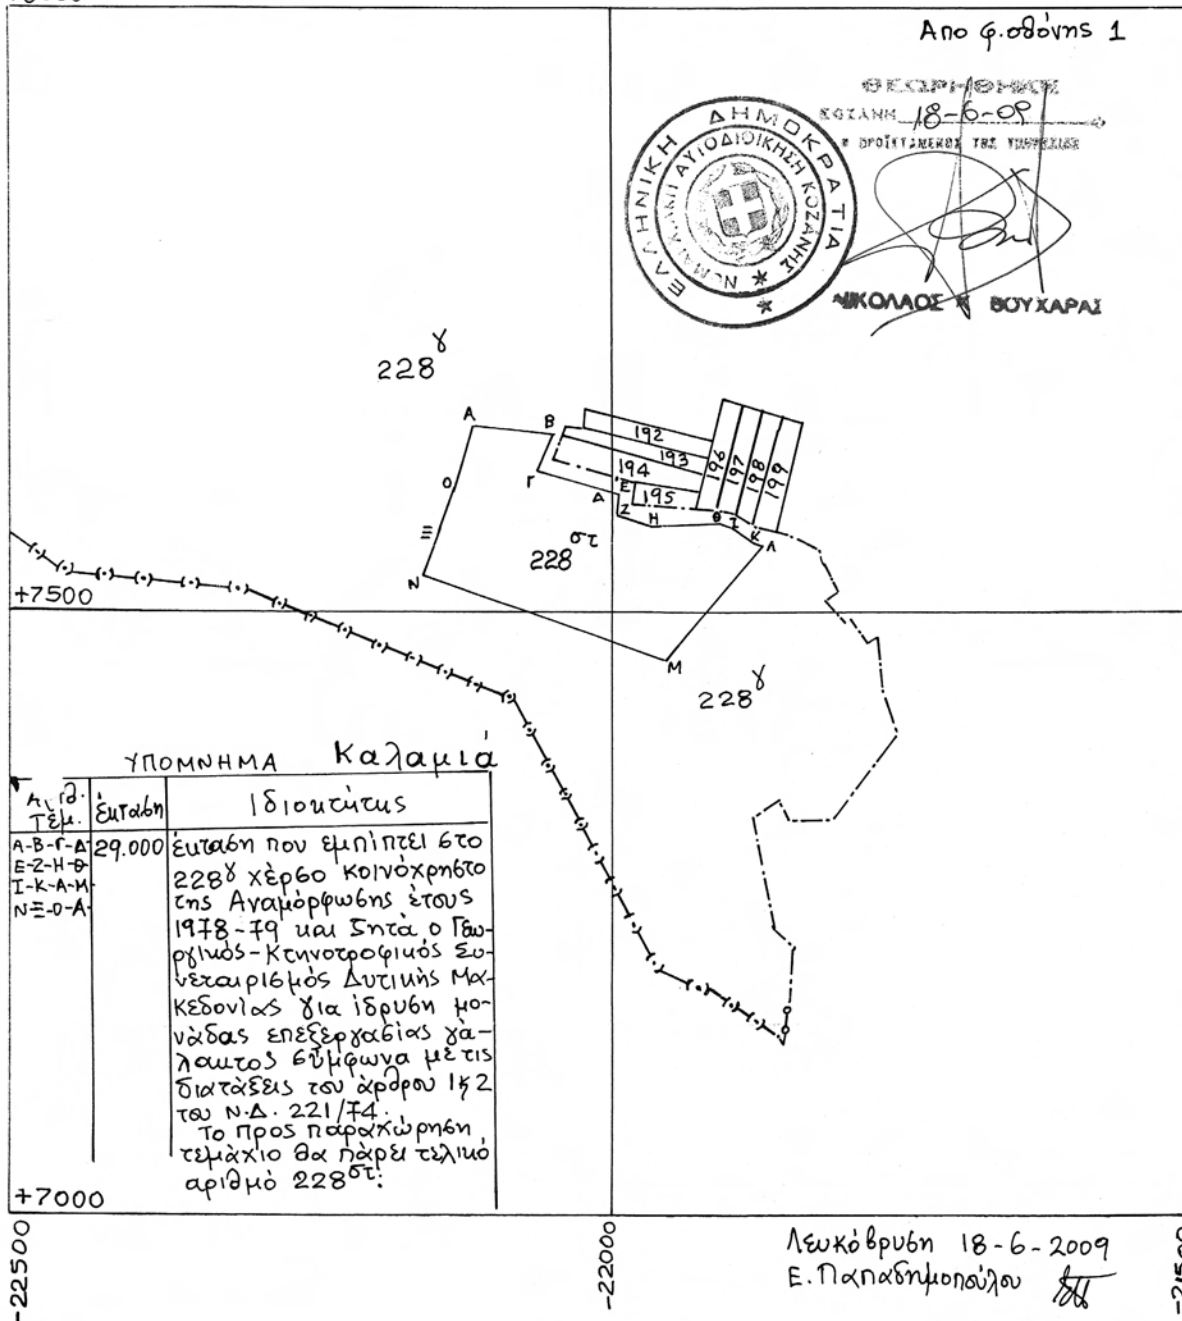 Απο φ. οθόνης 1
ΘΕΩΡΗΘΗΚΕ
ΚΟΖΑΝΗ 18-6-09
Ο ΠΡΟΪΣΤΑΜΕΝΟΣ ΤΗΣ ΥΠΗΡΕΣΙΑΣ
ΕΛΛΗΝΙΚΗ ΔΗΜΟΚΡΑΤΙΑ
ΝΟΜΑΡΧΙΑΚΗ ΑΥΤΟΔΙΟΙΚΗΣΗ ΚΟΖΑΝΗΣ
ΝΙΚΟΛΑΟΣ Χ ΒΟΥΧΑΡΑΣ
228γ
Α
Β
192
193
194
195
196
197
198
199
Γ
Δ
Ε
Ζ
Η
Θ
Ι
Κ
Λ
Ο
Ξ
Ν
Μ
228στ
+7500
228γ
ΥΠΟΜΝΗΜΑ Καλαμιά
Αριθ. Τεμ.
έκταση
Ιδιοκτήτης
Α-Β-Γ-Δ
Ε-Ζ-Η-Θ
Ι-Κ-Λ-Μ
Ν-Ξ-Ο-Α
29.000
έκταση που εμπίπτει στο
228γ χέρσο κοινόχρηστο
της Αναμόρφωσης έτους
1978-79 και ζητά ο Γεω-
ργικός-Κτηνοτροφικός Συ-
νεταιρισμός Δυτικής Μα-
κεδονίας για ίδρυση μο-
νάδας επεξεργασίας γά-
λακτος σύμφωνα με τις
διατάξεις του άρθρου 1κ2
του Ν.Δ. 221/74.
Το προς παραχώρηση
τεμάχιο θα πάρει τελικό
αριθμό 228στ.
+7000
-22500
-22000
-21500
Λευκόβρυση 18-6-2009
Ε. Παπαδημοπούλου